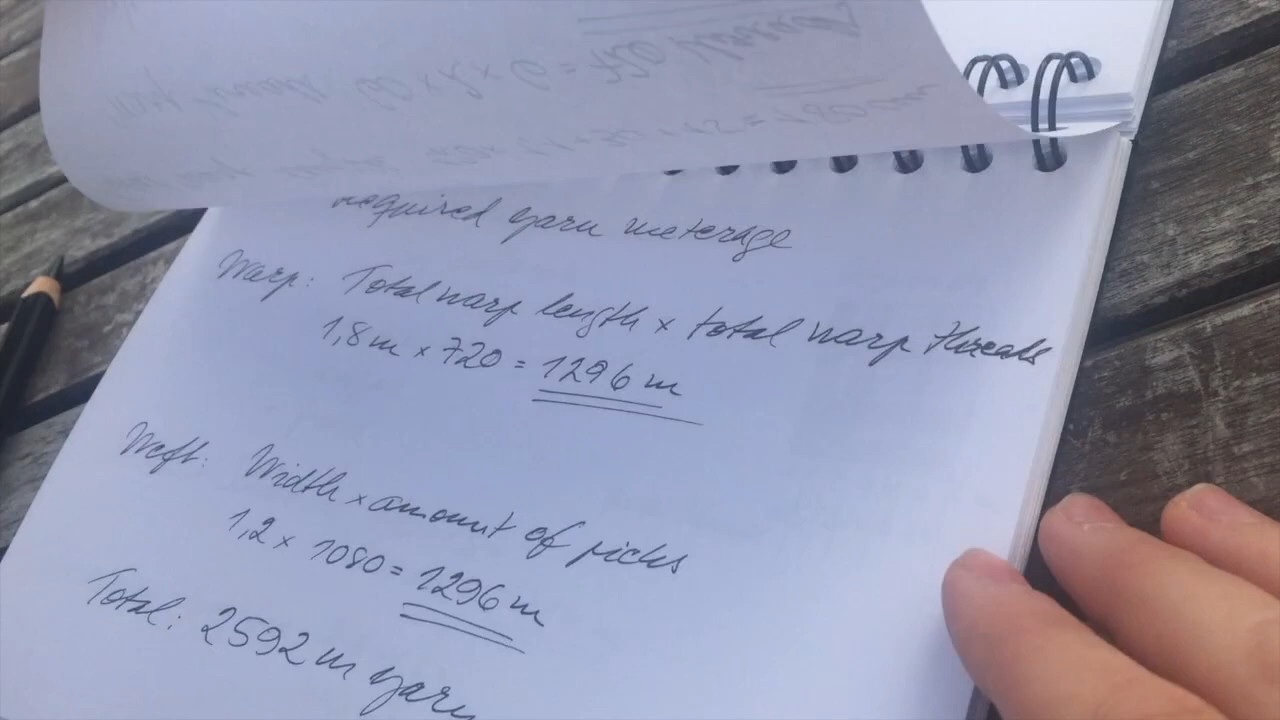 required yarn meterage
Warp: Total warp length × total warp threads
1,8m × 720 = 1296 m
Weft: Width × amount of picks
1,2 × 1080 = 1296 m
Total: 2592 m yarn